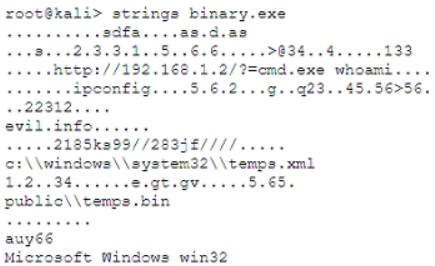 root@kali> strings binary.exe
..........sdfa....as.d.as
...s...2.3.3.1..5..6.6.....>@34..4.....133
.....http://192.168.1.2/?=cmd.exe whoami....
.......ipconfig....5.6.2...g..q23..45.56>56.
..22312....
evil.info......
.....2185ks99//283jf////.....
c:\\windows\\system32\\temps.xml
1.2..34......e.gt.gv.....5.65.
public\\temps.bin
.........
auy66
Microsoft Windows win32